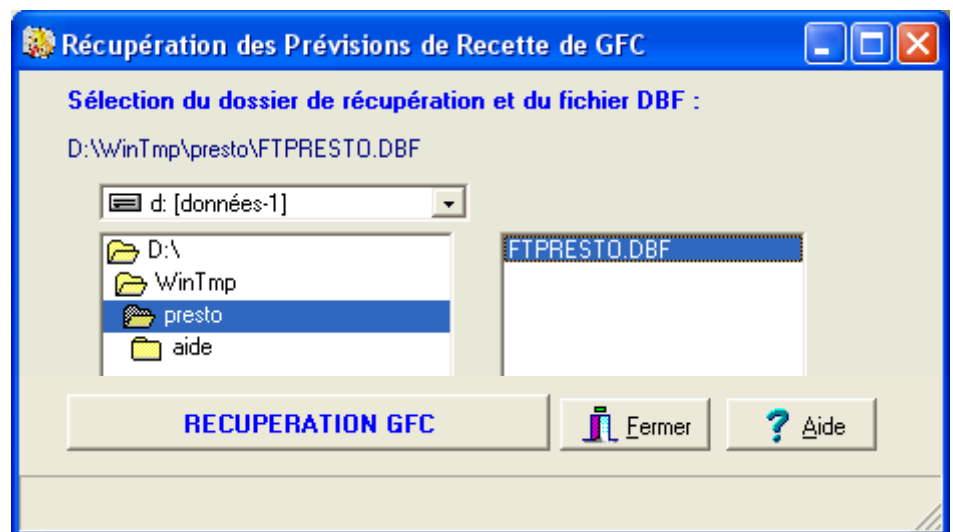 Récupération des Prévisions de Recette de GFC
Sélection du dossier de récupération et du fichier DBF :
D:\WinTmp\presto\FTPRESTO.DBF
d: [données-1]
D:\
FTPRESTO.DBF
WinTmp
presto
aide
RECUPERATION GFC
Fermer
? Aide